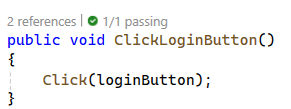 2 references | 1/1 passing
public void ClickLoginButton()
{
    Click(loginButton);
}